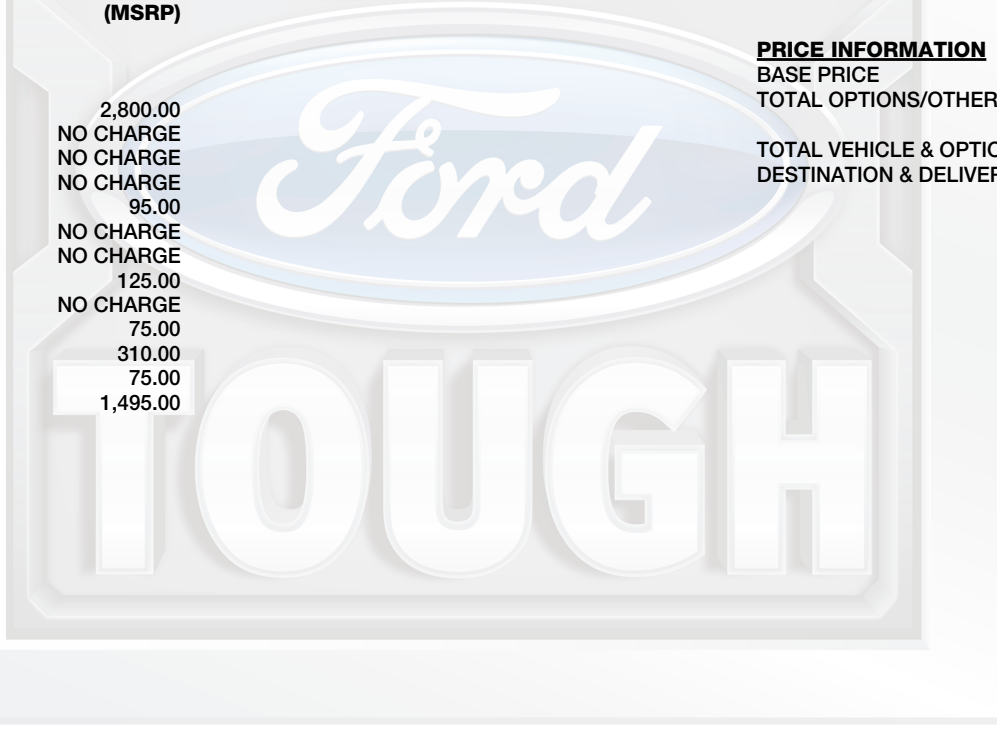 (MSRP)
2,800.00
NO CHARGE
NO CHARGE
NO CHARGE
95.00
NO CHARGE
NO CHARGE
125.00
NO CHARGE
75.00
310.00
75.00
1,495.00
PRICE INFORMATION
BASE PRICE
TOTAL OPTIONS/OTHER
TOTAL VEHICLE & OPTIO
DESTINATION & DELIVER
Ford
TOUGH